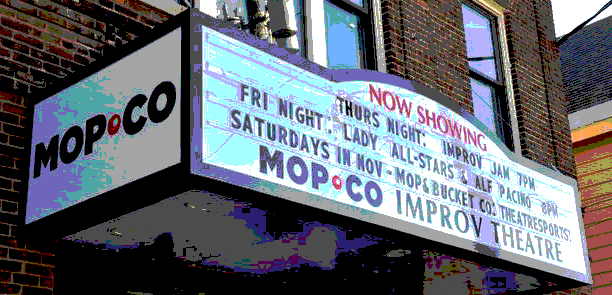 MOP CO
NOW SHOWING
THURS NIGHT: IMPROV JAM 7PM
FRI NIGHT: LADY ALL-STARS & ALF PACINO 8PM
SATURDAYS IN NOV - MOP & BUCKET CO: THEATRESPORTS!
MOP CO IMPROV THEATRE